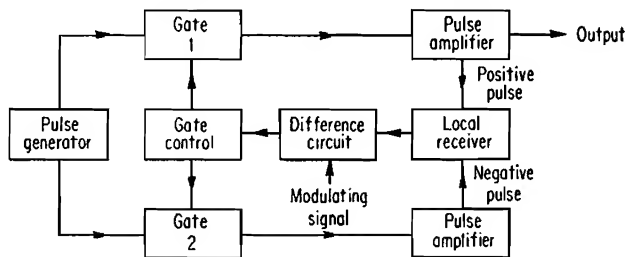 Gate
1
Pulse
amplifier
Output
Positive
pulse
Pulse
generator
Gate
control
Difference
circuit
Local
receiver
Modulating
signal
Negative
pulse
Gate
2
Pulse
amplifier